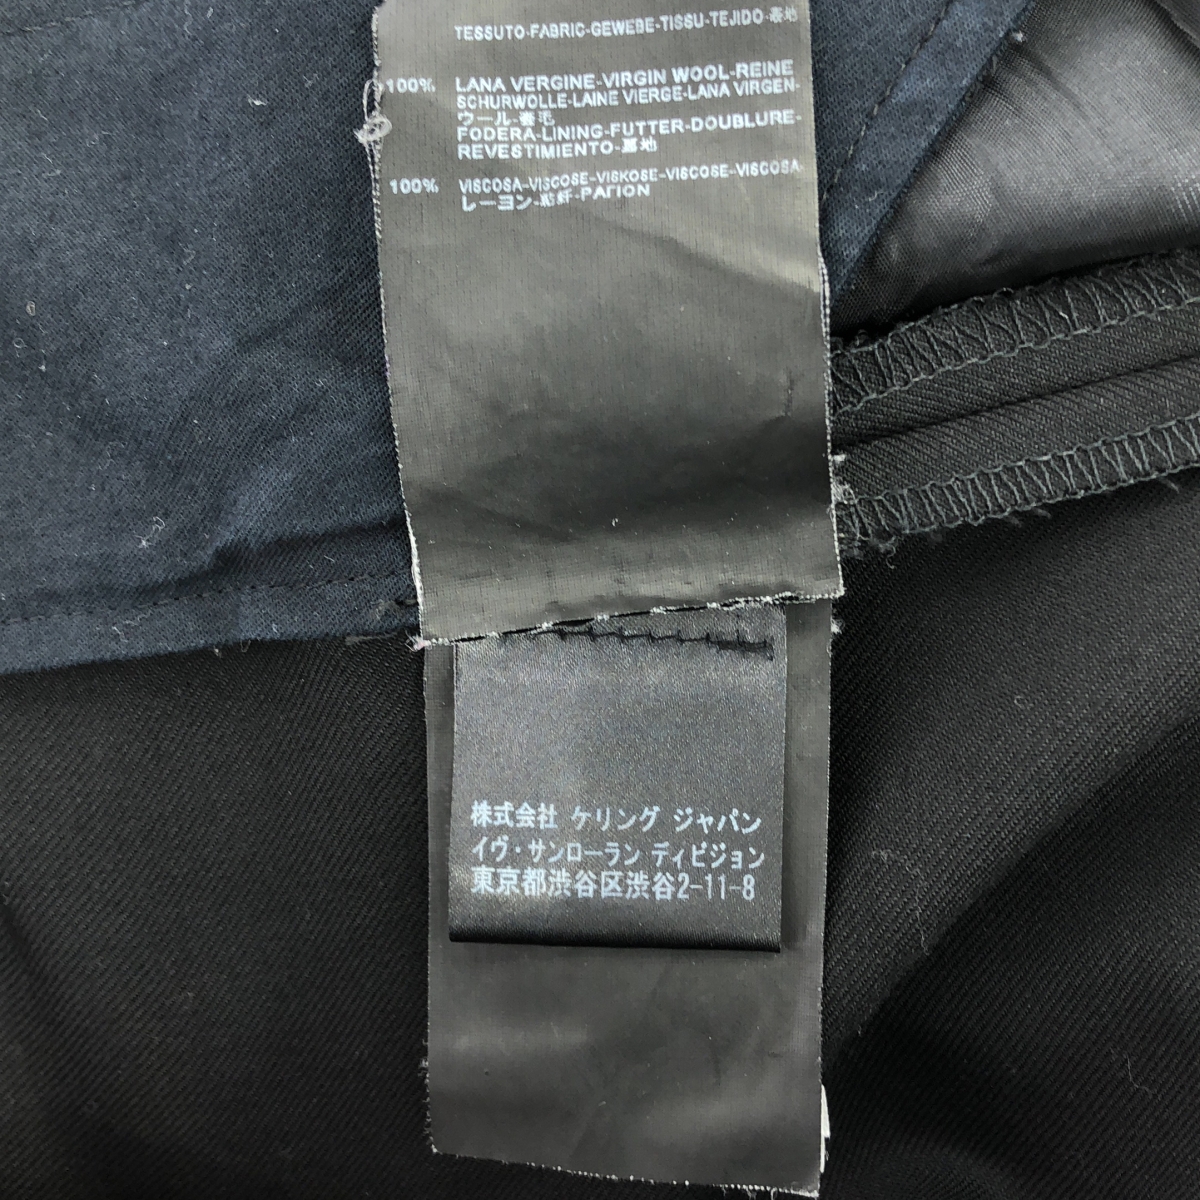 TESSUTO-FABRIC-GEWEBE-TISSU-TEJIDO-表地
100% LANA VERGINE-VIRGIN WOOL-REINE
SCHURWOLLE-LAINE VIERGE-LANA VIRGEN-
ウール-羊毛
FODERA-LINING-FUTTER-DOUBLURE-
REVESTIMIENTO-裏地
100% VISCOSA-VISCOSE-VISKOSE-VISCOSE-VISCOSA-
レーヨン-粘纤-РАГІОN
株式会社 ケリング ジャパン
イヴ・サンローラン ディビジョン
東京都渋谷区渋谷2-11-8